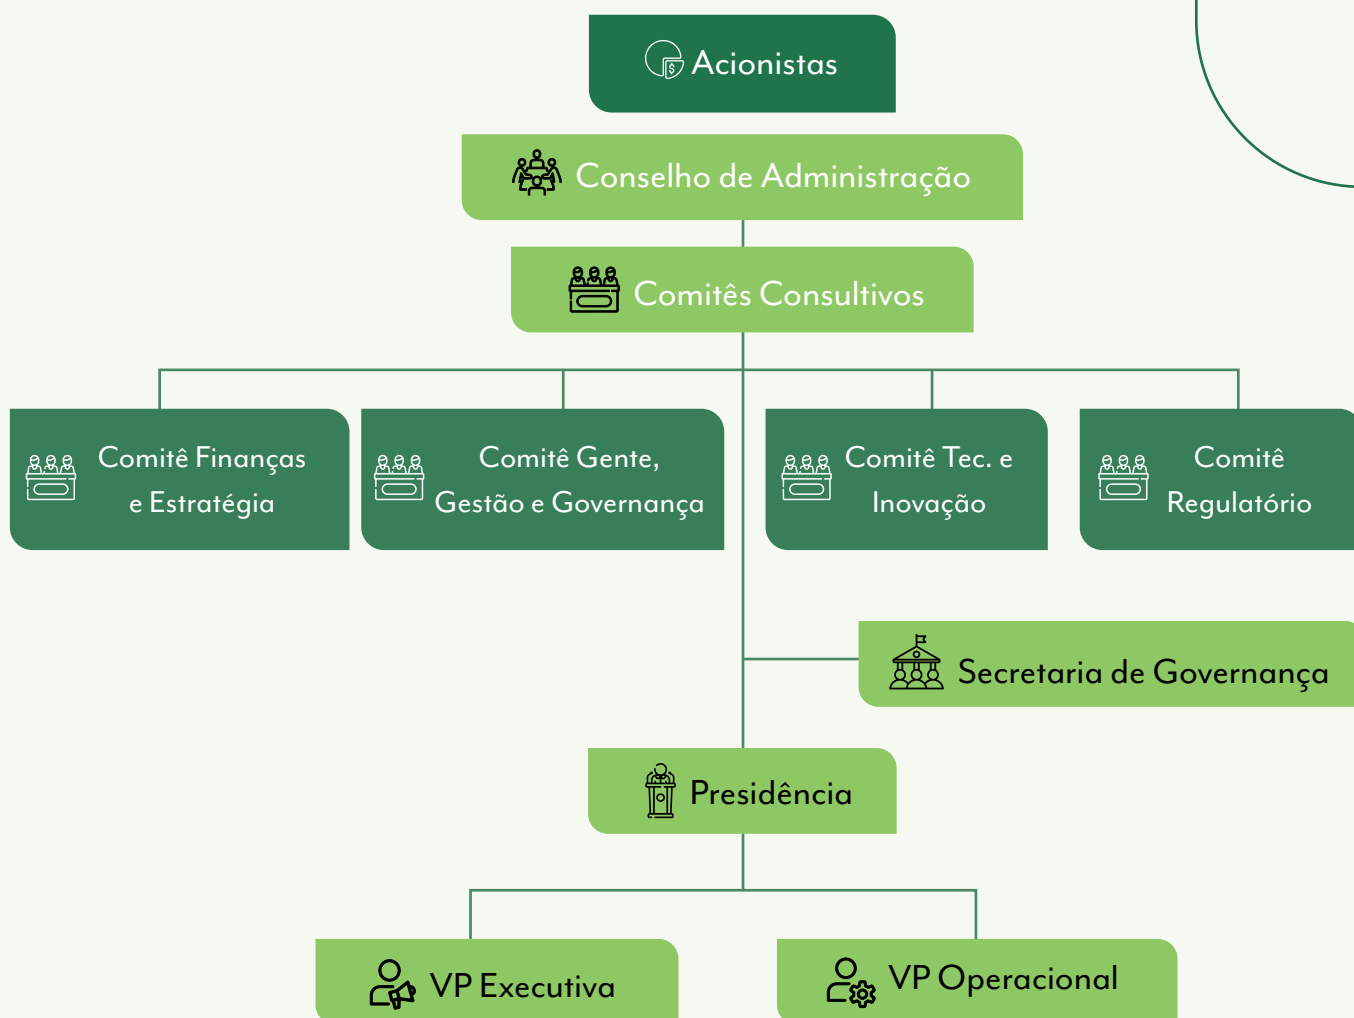 Acionistas
Conselho de Administração
Comitês Consultivos
Comitê Finanças
e Estratégia
Comitê Gente,
Gestão e Governança
Comitê Tec. e
Inovação
Comitê
Regulatório
Secretaria de Governança
Presidência
VP Executiva
VP Operacional